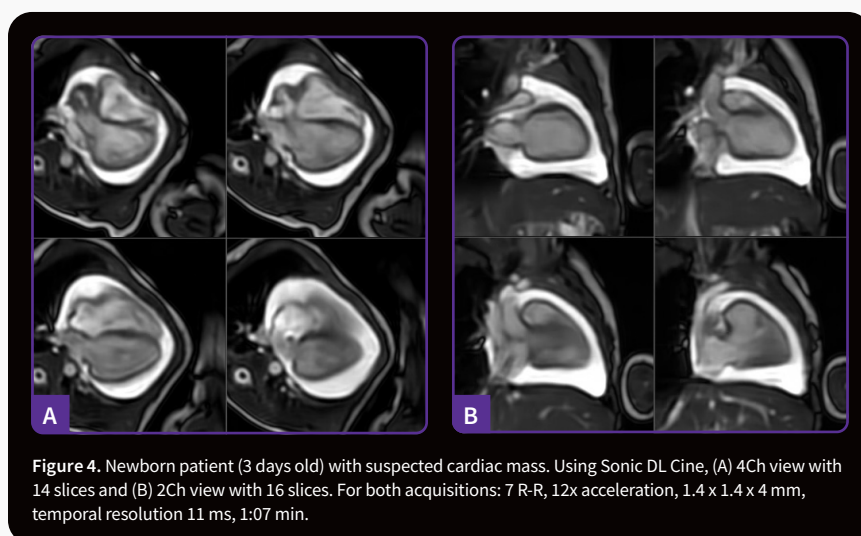 A
B
Figure 4. Newborn patient (3 days old) with suspected cardiac mass. Using Sonic DL Cine, (A) 4Ch view with
14 slices and (B) 2Ch view with 16 slices. For both acquisitions: 7 R-R, 12x acceleration, 1.4 x 1.4 x 4 mm,
temporal resolution 11 ms, 1:07 min.